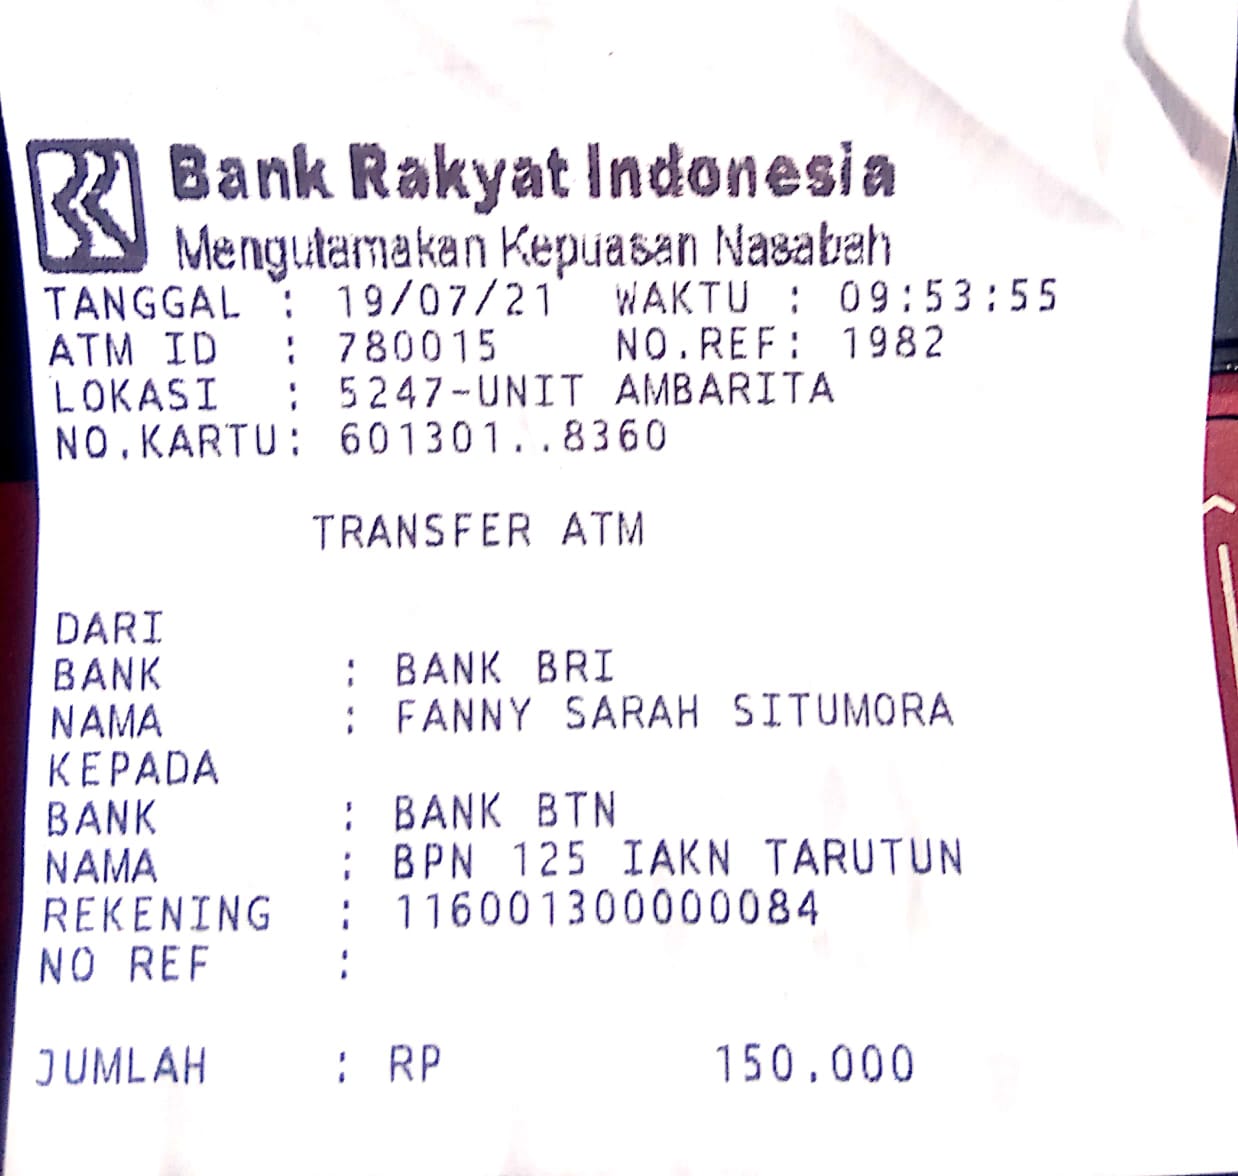 Bank Rakyat Indonesia
Mengutamakan Kepuasan Nasabah
TANGGAL : 19/07/21 WAKTU : 09:53:55
ATM ID : 780015 NO.REF: 1982
LOKASI : 5247-UNIT AMBARITA
NO.KARTU: 601301..8360
TRANSFER ATM
DARI
BANK : BANK BRI
NAMA : FANNY SARAH SITUMORA
KEPADA
BANK : BANK BTN
NAMA : BPN 125 IAKN TARUTUN
REKENING : 116001300000084
NO REF :
JUMLAH : RP 150.000